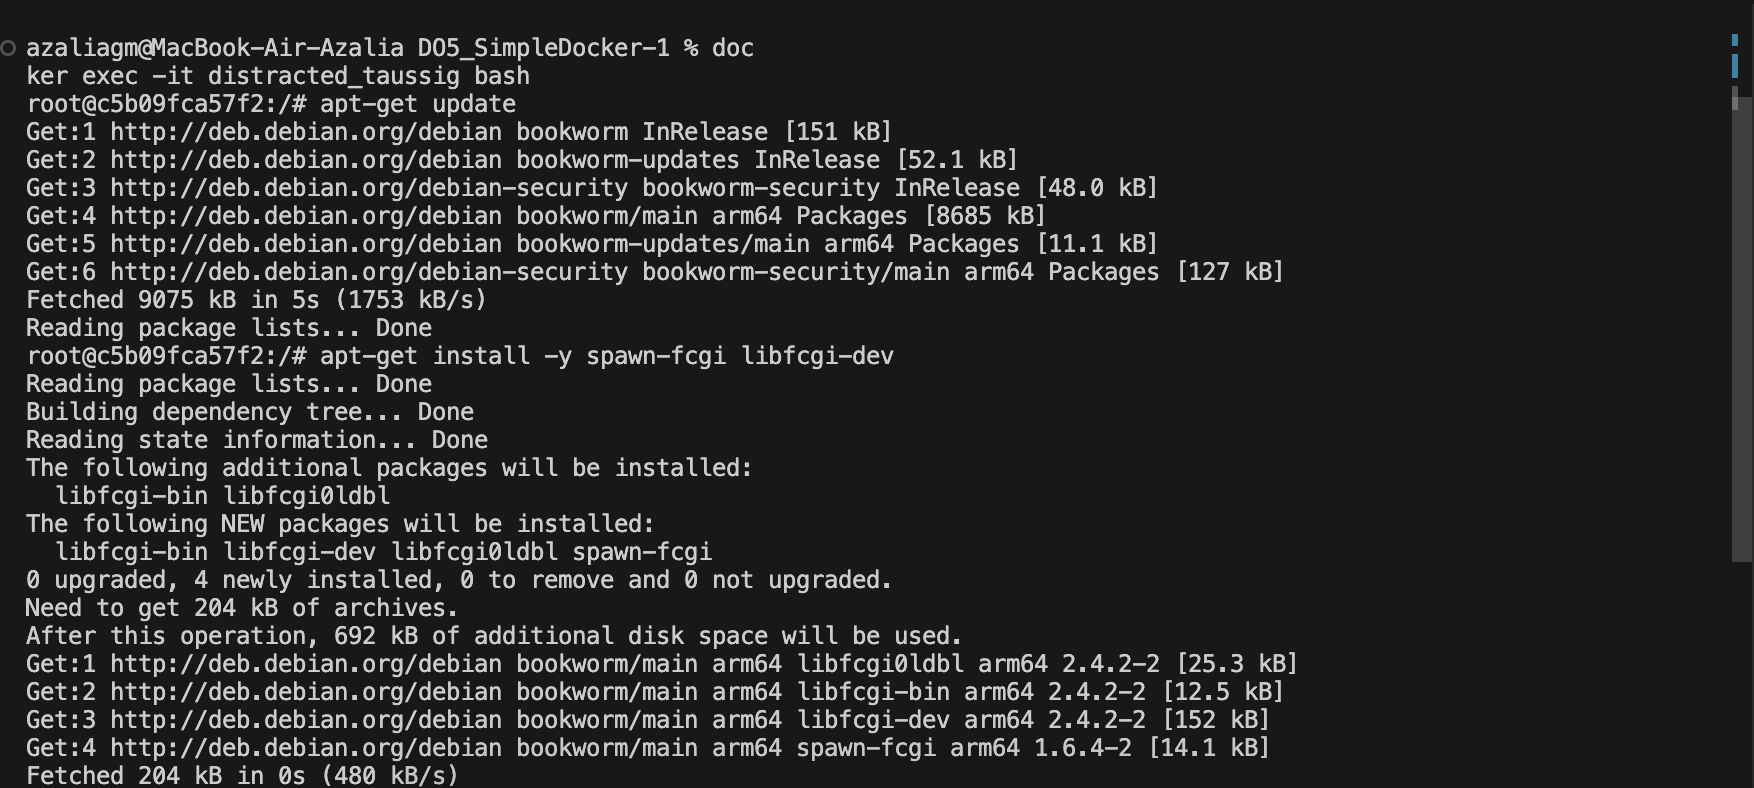 azaliagm@MacBook-Air-Azalia DO5_SimpleDocker-1 % doc
ker exec -it distracted_taussig bash
root@c5b09fca57f2:/# apt-get update
Get:1 http://deb.debian.org/debian bookworm InRelease [151 kB]
Get:2 http://deb.debian.org/debian bookworm-updates InRelease [52.1 kB]
Get:3 http://deb.debian.org/debian-security bookworm-security InRelease [48.0 kB]
Get:4 http://deb.debian.org/debian bookworm/main arm64 Packages [8685 kB]
Get:5 http://deb.debian.org/debian bookworm-updates/main arm64 Packages [11.1 kB]
Get:6 http://deb.debian.org/debian-security bookworm-security/main arm64 Packages [127 kB]
Fetched 9075 kB in 5s (1753 kB/s)
Reading package lists... Done
root@c5b09fca57f2:/# apt-get install -y spawn-fcgi libfcgi-dev
Reading package lists... Done
Building dependency tree... Done
Reading state information... Done
The following additional packages will be installed:
  libfcgi-bin libfcgi0ldbl
The following NEW packages will be installed:
  libfcgi-bin libfcgi-dev libfcgi0ldbl spawn-fcgi
0 upgraded, 4 newly installed, 0 to remove and 0 not upgraded.
Need to get 204 kB of archives.
After this operation, 692 kB of additional disk space will be used.
Get:1 http://deb.debian.org/debian bookworm/main arm64 libfcgi0ldbl arm64 2.4.2-2 [25.3 kB]
Get:2 http://deb.debian.org/debian bookworm/main arm64 libfcgi-bin arm64 2.4.2-2 [12.5 kB]
Get:3 http://deb.debian.org/debian bookworm/main arm64 libfcgi-dev arm64 2.4.2-2 [152 kB]
Get:4 http://deb.debian.org/debian bookworm/main arm64 spawn-fcgi arm64 1.6.4-2 [14.1 kB]
Fetched 204 kB in 0s (480 kB/s)